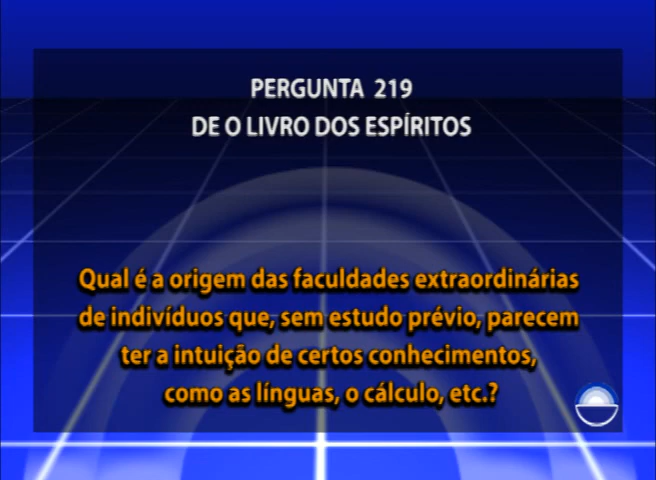 PERGUNTA 219
DE O LIVRO DOS ESPÍRITOS
Qual é a origem das faculdades extraordinárias
de indivíduos que, sem estudo prévio, parecem
ter a intuição de certos conhecimentos,
como as línguas, o cálculo, etc.?